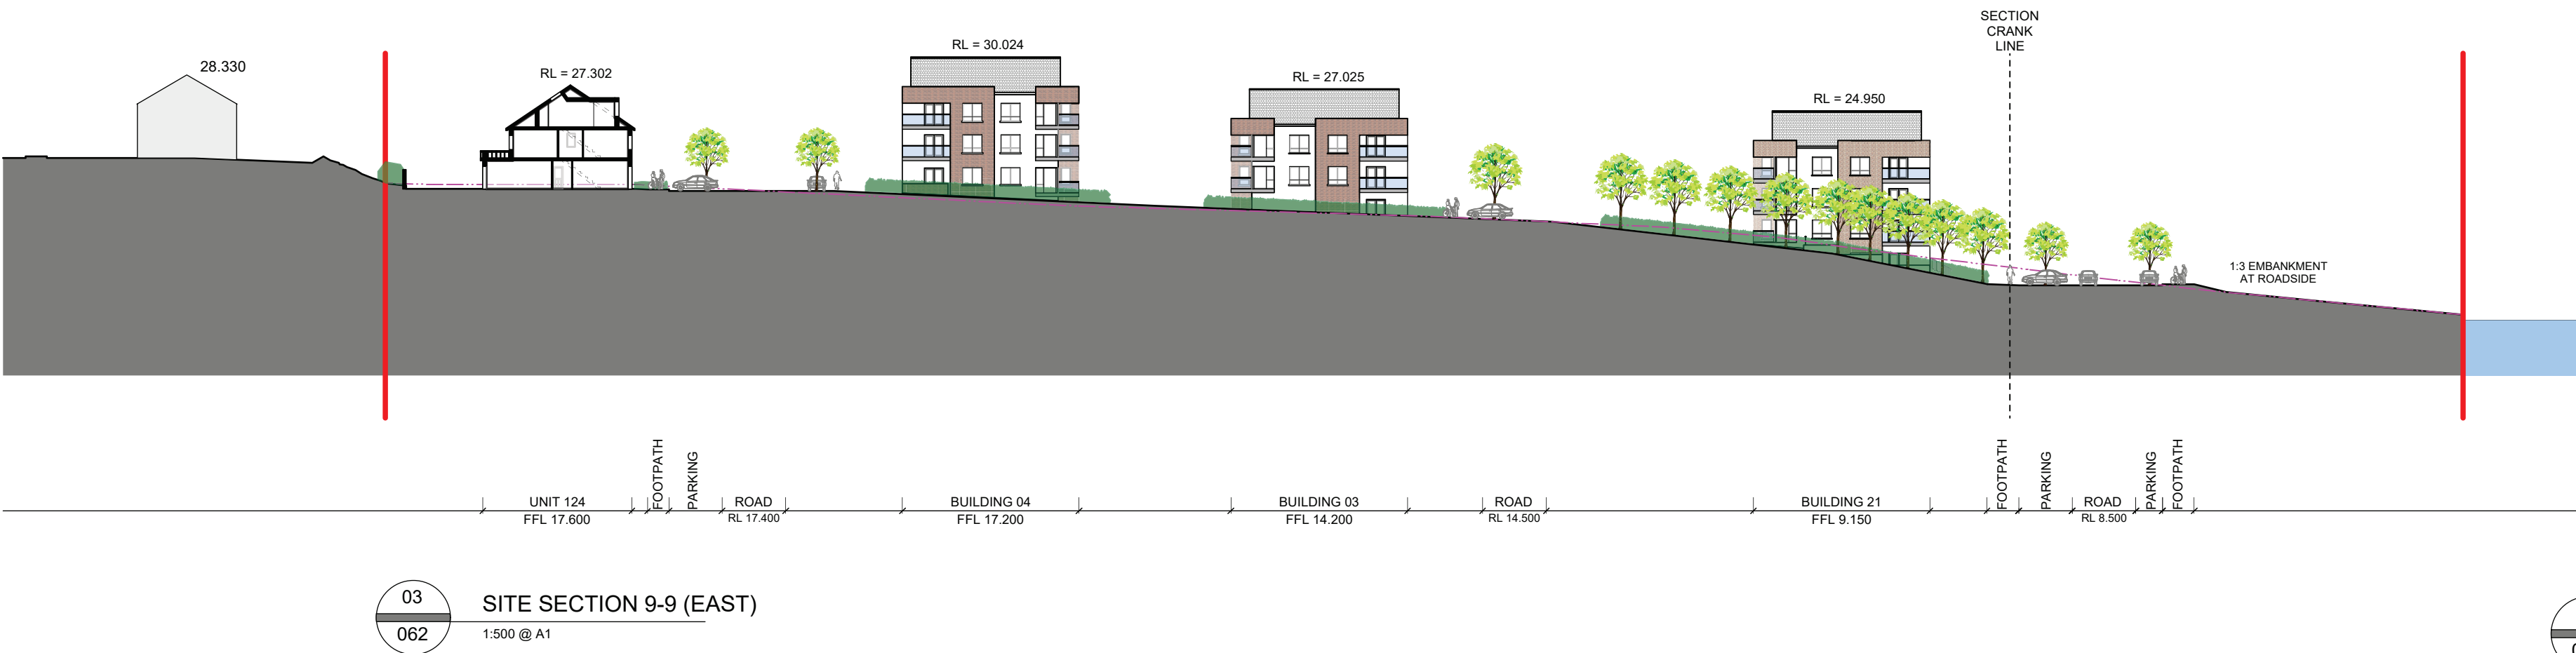 SECTION
CRANK
LINE
28.330
RL = 27.302
RL = 30.024
RL = 27.025
RL = 24.950
1:3 EMBANKMENT
AT ROADSIDE
FOOTPATH
PARKING
FOOTPATH
PARKING
PARKING
FOOTPATH
UNIT 124
ROAD
BUILDING 04
BUILDING 03
ROAD
BUILDING 21
ROAD
FFL 17.600
RL 17.400
FFL 17.200
FFL 14.200
RL 14.500
FFL 9.150
RL 8.500
03
062
SITE SECTION 9-9 (EAST)
1:500 @ A1